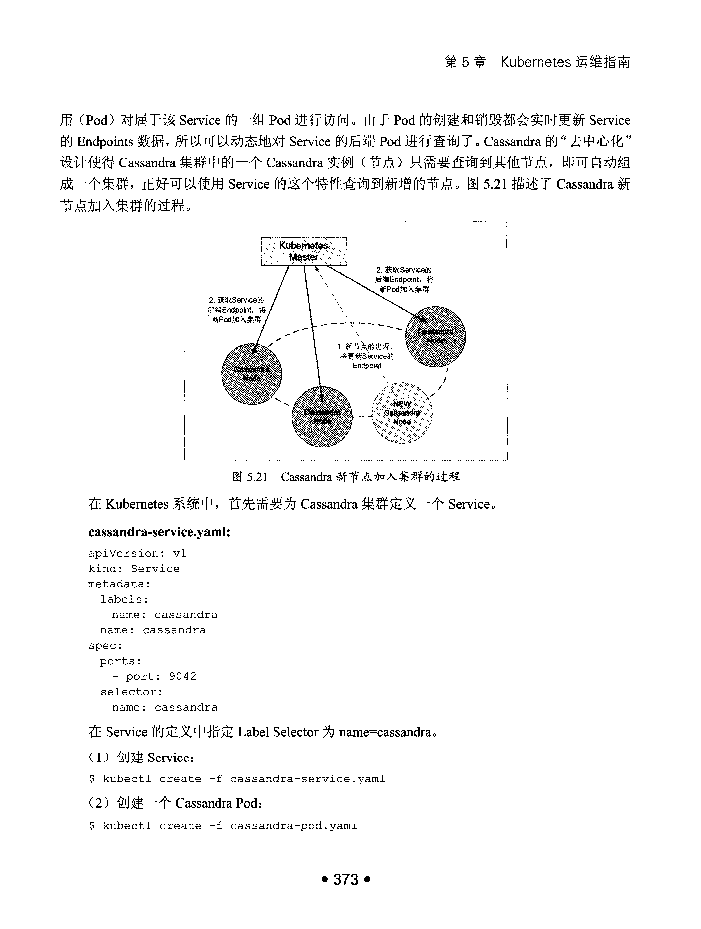 第 5 章 Kubernetes 运维指南
用（Pod）对属于该 Service 的一组 Pod 进行访问。由于 Pod 的创建和销毁都会实时更新 Service
的 Endpoints 数据，所以可以动态地对 Service 的后端 Pod 进行查询了。Cassandra 的“去中心化”
设计使得 Cassandra 集群中的一个 Cassandra 实例（节点）只需要查询到其他节点，即可自动组
成一个集群，正好可以使用 Service 的这个特性查询到新增的节点。图 5.21 描述了 Cassandra 新
节点加入集群的过程。
Kubernetes
Master
2. 获取Service的
后端Endpoint，将
新Pod加入集群
2. 获取Service的
后端Endpoint，将
新Pod加入集群
Cassandra
Node
1. 新节点的出现，
会更新Service的
Endpoint
Cassandra
Node
Cassandra
Node
NEW
Cassandra
Node
图 5.21 Cassandra 新节点加入集群的过程
在 Kubernetes 系统中，首先需要为 Cassandra 集群定义一个 Service。
cassandra-service.yaml:
apiVersion: v1
kind: Service
metadata:
labels:
name: cassandra
name: cassandra
spec:
ports:
- port: 9042
selector:
name: cassandra
在 Service 的定义中指定 Label Selector 为 name=cassandra。
（1）创建 Service：
$ kubectl create -f cassandra-service.yaml
（2）创建一个 Cassandra Pod：
$ kubectl create -f cassandra-pod.yaml
• 373 •